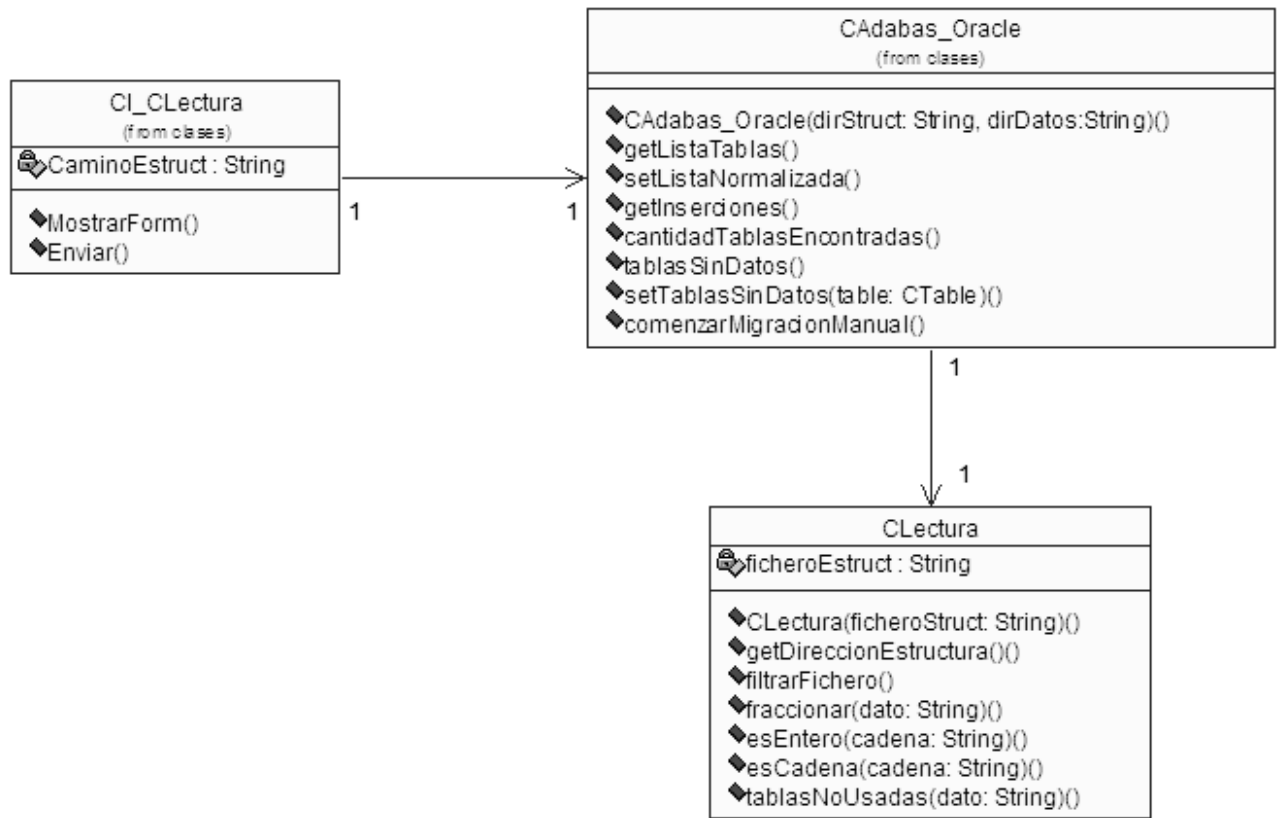 CI_CLectura
(from clases)
CaminoEstruct : String
MostrarForm()
Enviar()
1
1
CAdabas_Oracle
(from clases)
CAdabas_Oracle(dirStruct: String, dirDatos:String)()
getListaTablas()
setListaNormalizada()
getInserciones()
cantidadTablasEncontradas()
tablasSinDatos()
setTablasSinDatos(table: CTable)()
comenzarMigracionManual()
1
1
CLectura
ficheroEstruct : String
CLectura(ficheroStruct: String)()
getDireccionEstructura()()
filtrarFichero()
fraccionar(dato: String)()
esEntero(cadena: String)()
esCadena(cadena: String)()
tablasNoUsadas(dato: String)()